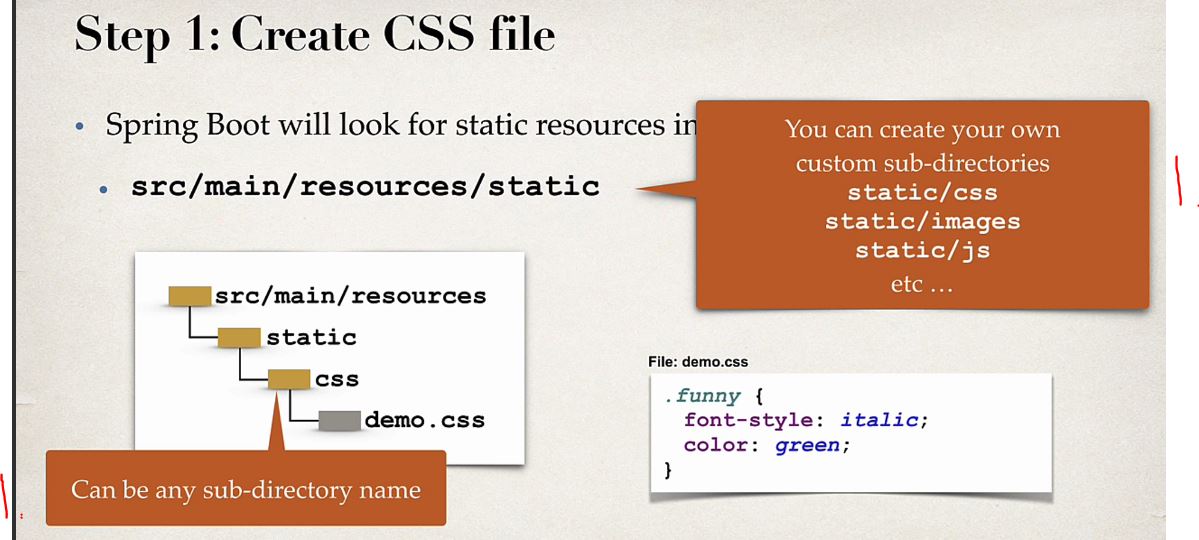 Step 1: Create CSS file
• Spring Boot will look for static resources in
• src/main/resources/static
You can create your own
custom sub-directories
static/css
static/images
static/js
etc …
src/main/resources
static
css
demo.css
Can be any sub-directory name
File: demo.css
.funny {
font-style: italic;
color: green;
}